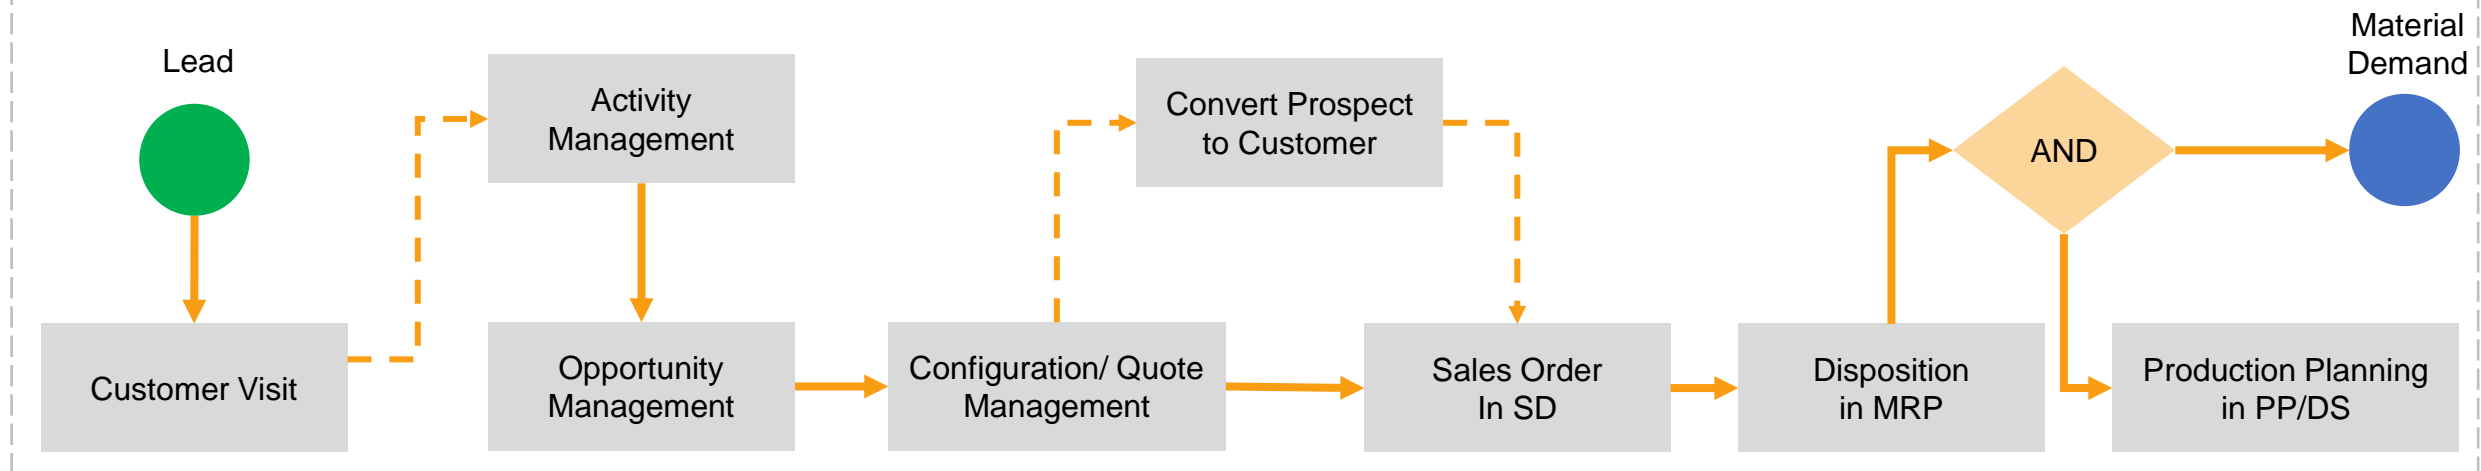 Lead
Customer Visit
Activity
Management
Opportunity
Management
Configuration/ Quote
Management
Convert Prospect
to Customer
Sales Order
In SD
Disposition
in MRP
AND
Material
Demand
Production Planning
in PP/DS